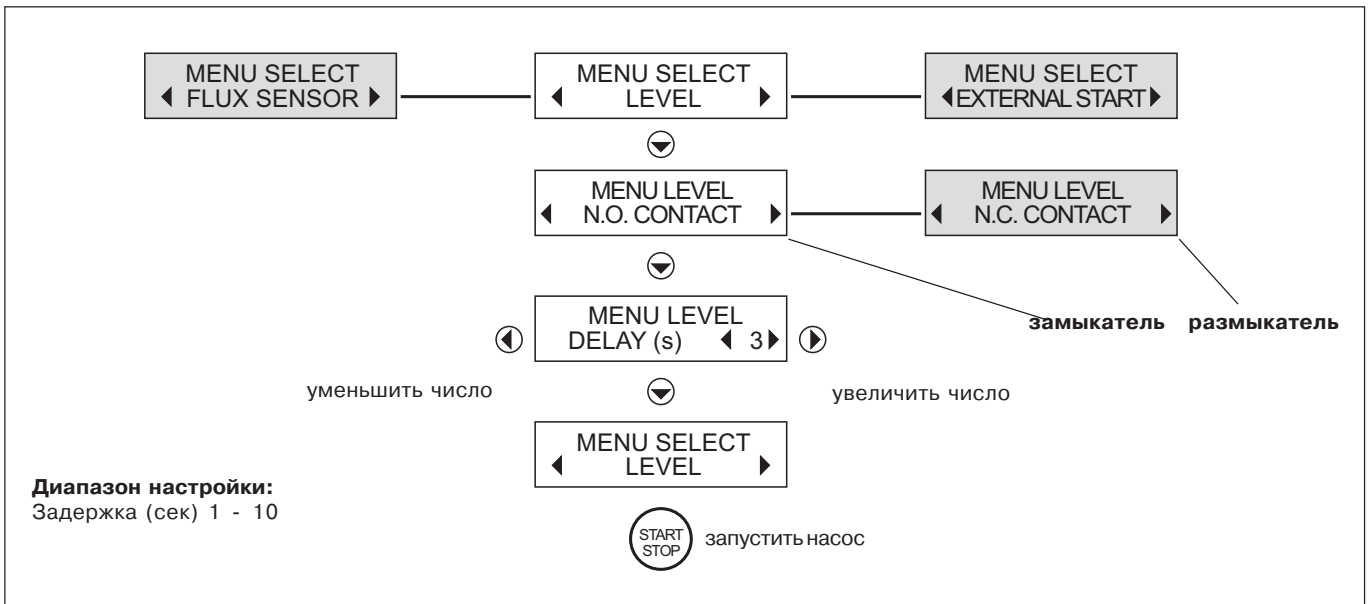 MENU SELECT
◀ FLUX SENSOR ▶
MENU SELECT
◀ LEVEL ▶
MENU SELECT
◀EXTERNAL START▶
MENU LEVEL
◀ N.O. CONTACT ▶
MENU LEVEL
◀ N.C. CONTACT ▶
замыкатель размыкатель
MENU LEVEL
DELAY (s) ◀ 3▶
уменьшить число
увеличить число
MENU SELECT
◀ LEVEL ▶
Диапазон настройки:
Задержка (сек) 1 - 10
START
STOP
запустить насос